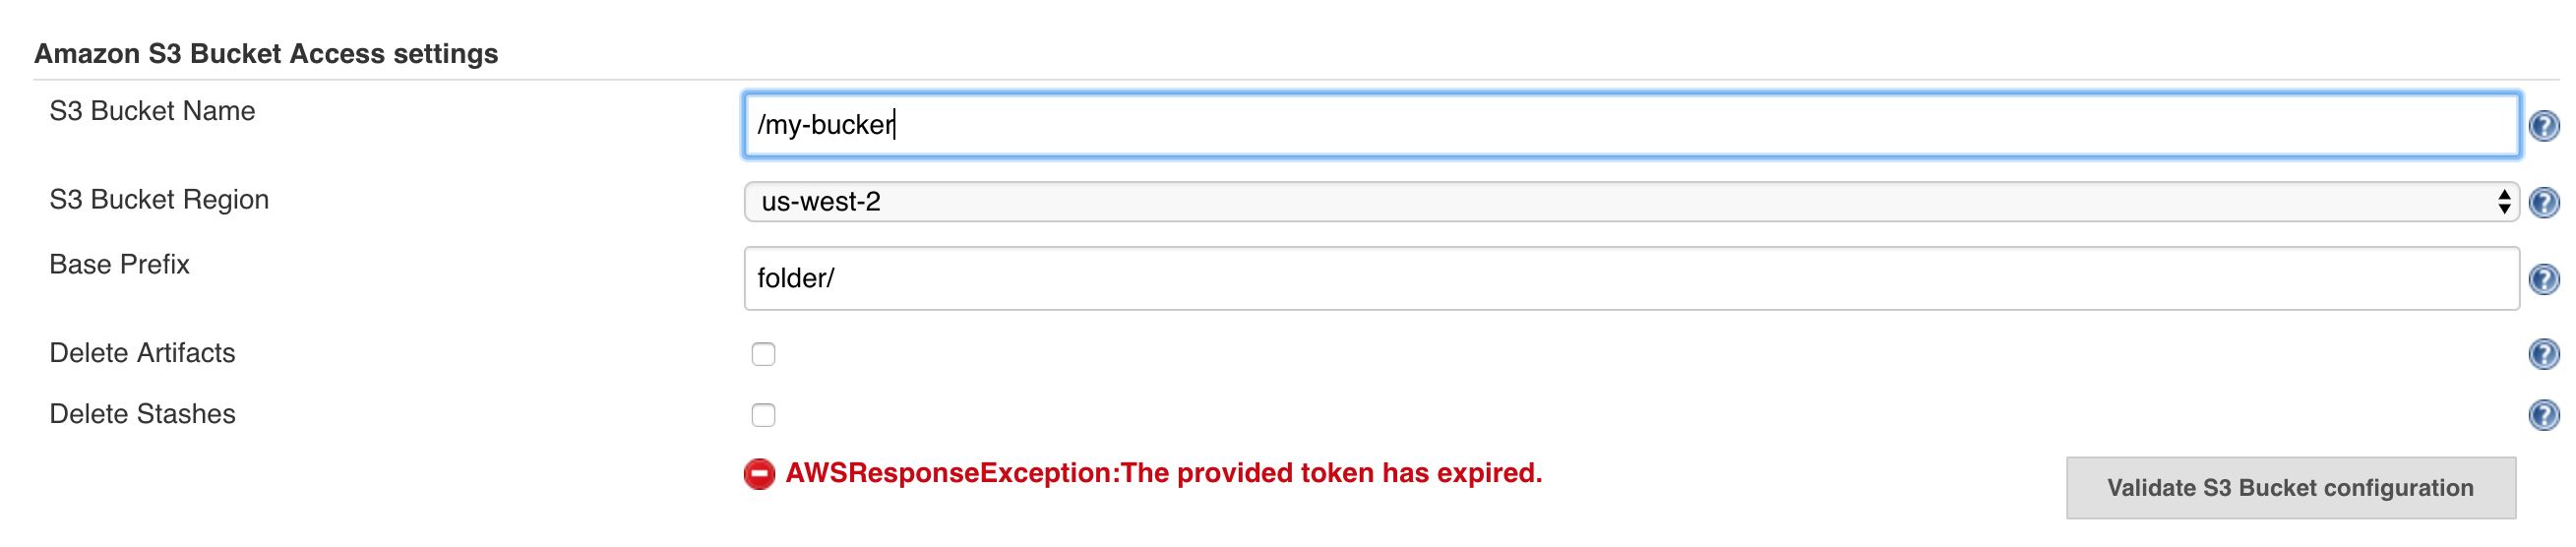 Amazon S3 Bucket Access settings
S3 Bucket Name
/my-bucker
S3 Bucket Region
us-west-2
Base Prefix
folder/
Delete Artifacts
Delete Stashes
AWSResponseException:The provided token has expired.
Validate S3 Bucket configuration